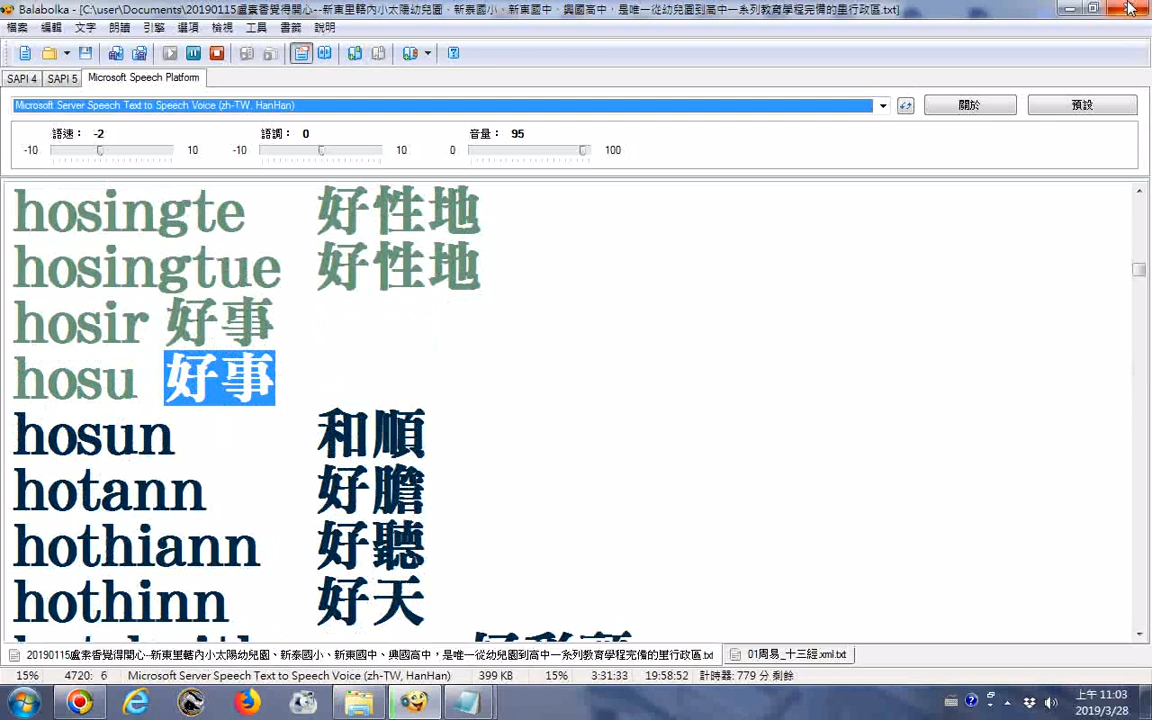 Balabolka - [C:\user\Documents\20190115盧素香覺得開心--新東里轄內小太陽幼兒園、新泰國小、新東國中、興國高中，是唯一從幼兒園到高中一系列教育學程完備的里行政區.txt]
檔案 編輯 文字 朗讀 引擎 選項 檢視 工具 書籤 說明
SAPI 4 SAPI 5 Microsoft Speech Platform
Microsoft Server Speech Text to Speech Voice (zh-TW, HanHan) 關於 預設
語速： -2 語調： 0 音量： 95
-10 10 -10 10 0 100
hosingte 好性地
hosingtue 好性地
hosir 好事
hosu 好事
hosun 和順
hotann 好膽
hothiann 好聽
hothinn 好天
20190115盧素香覺得開心--新東里轄內小太陽幼兒園、新泰國小、新東國中、興國高中，是唯一從幼兒園到高中一系列教育學程完備的里行政區.txt 01周易_十三經.xml.txt
15% 4720: 6 Microsoft Server Speech Text to Speech Voice (zh-TW, HanHan) 399 KB 15% 3:31:33 19:58:52 計時器: 779 分 剩餘
上午 11:03
2019/3/28